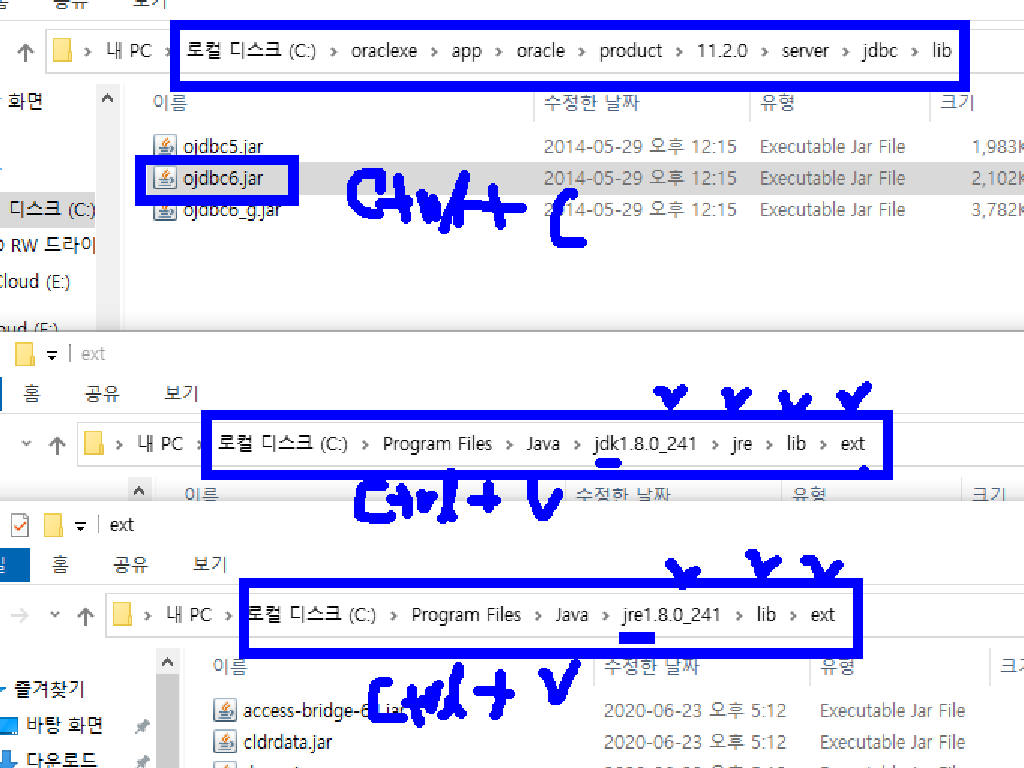 공유 보기
내 PC > 로컬 디스크 (C:) > oraclexe > app > oracle > product > 11.2.0 > server > jdbc > lib
화면
이름 수정한 날짜 유형 크기
ojdbc5.jar 2014-05-29 오후 12:15 Executable Jar File 1,983K
ojdbc6.jar 2014-05-29 오후 12:15 Executable Jar File 2,102K
Ctrl + C
디스크 (C:)
ojdbc6_g.jar 2014-05-29 오후 12:15 Executable Jar File 3,782K
RW 드라이
Cloud (E:)
oud (E:)
ext
홈 공유 보기
내 PC > 로컬 디스크 (C:) > Program Files > Java > jdk1.8.0_241 > jre > lib > ext
이름 수정한 날짜 유형 크기
Ctrl + V
ext
홈 공유 보기
내 PC > 로컬 디스크 (C:) > Program Files > Java > jre1.8.0_241 > lib > ext
이름 수정한 날짜 유형
Ctrl + V
즐겨찾기
access-bridge-6 .jar 2020-06-23 오후 5:12 Executable Jar File
바탕 화면
cldrdata.jar 2020-06-23 오후 5:12 Executable Jar File
다운로드